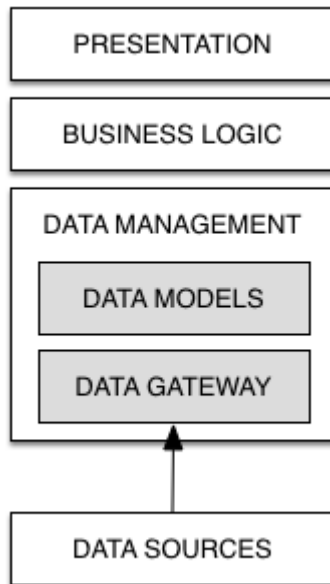 PRESENTATION
BUSINESS LOGIC
DATA MANAGEMENT
DATA MODELS
DATA GATEWAY
DATA SOURCES